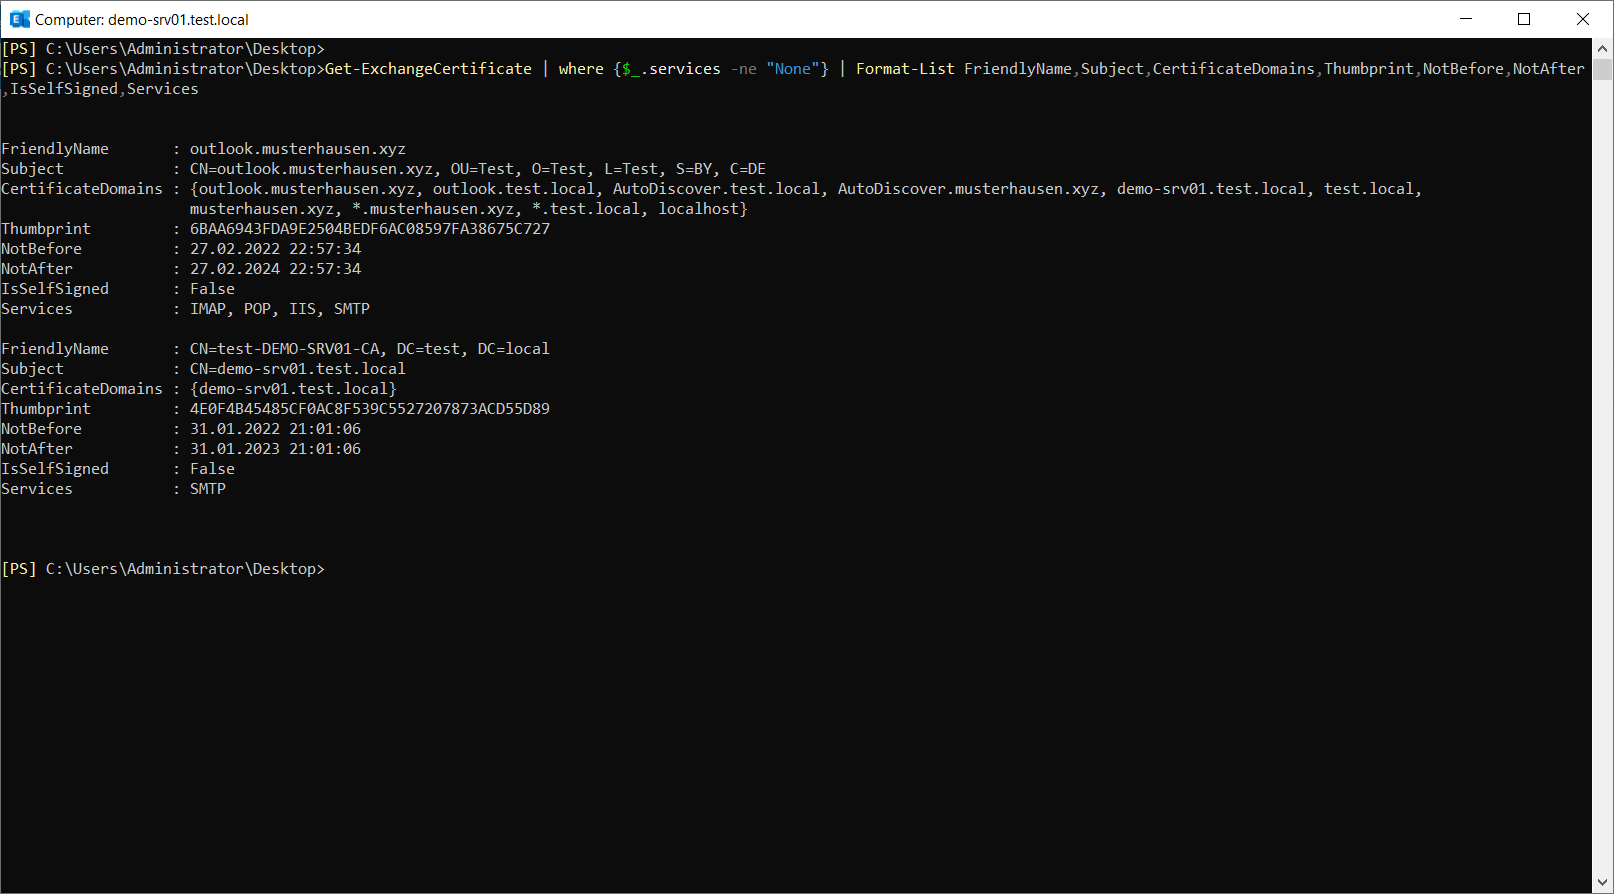 Computer: demo-srv01.test.local
[PS] C:\Users\Administrator\Desktop>
[PS] C:\Users\Administrator\Desktop>Get-ExchangeCertificate | where {$_.services -ne "None"} | Format-List FriendlyName,Subject,CertificateDomains,Thumbprint,NotBefore,NotAfter
,IsSelfSigned,Services
FriendlyName       : outlook.musterhausen.xyz
Subject            : CN=outlook.musterhausen.xyz, OU=Test, O=Test, L=Test, S=BY, C=DE
CertificateDomains : {outlook.musterhausen.xyz, outlook.test.local, AutoDiscover.test.local, AutoDiscover.musterhausen.xyz, demo-srv01.test.local, test.local,
                     musterhausen.xyz, *.musterhausen.xyz, *.test.local, localhost}
Thumbprint         : 6BAA6943FDA9E2504BEDF6AC08597FA38675C727
NotBefore          : 27.02.2022 22:57:34
NotAfter           : 27.02.2024 22:57:34
IsSelfSigned       : False
Services           : IMAP, POP, IIS, SMTP
FriendlyName       : CN=test-DEMO-SRV01-CA, DC=test, DC=local
Subject            : CN=demo-srv01.test.local
CertificateDomains : {demo-srv01.test.local}
Thumbprint         : 4E0F4B45485CF0AC8F539C5527207873ACD55D89
NotBefore          : 31.01.2022 21:01:06
NotAfter           : 31.01.2023 21:01:06
IsSelfSigned       : False
Services           : SMTP
[PS] C:\Users\Administrator\Desktop>